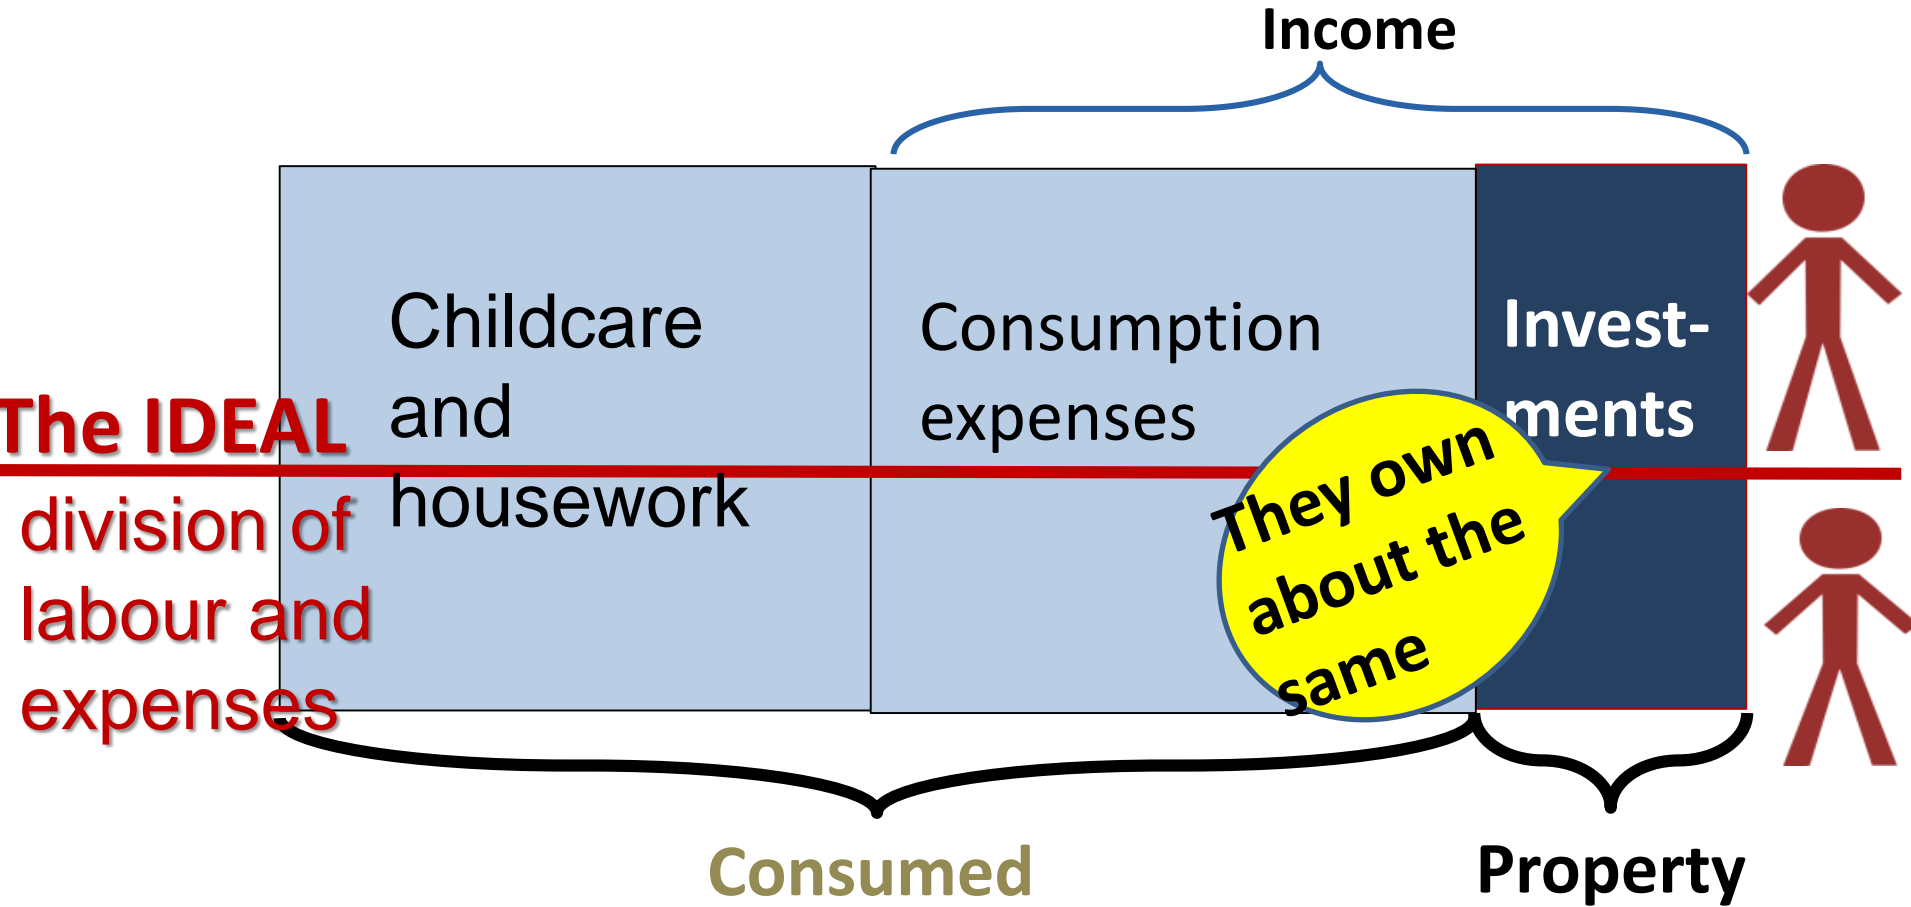 Income
Childcare
and
housework
Consumption
expenses
Invest-
ments
The IDEAL
division of
labour and
expenses
They own
about the
same
Consumed
Property